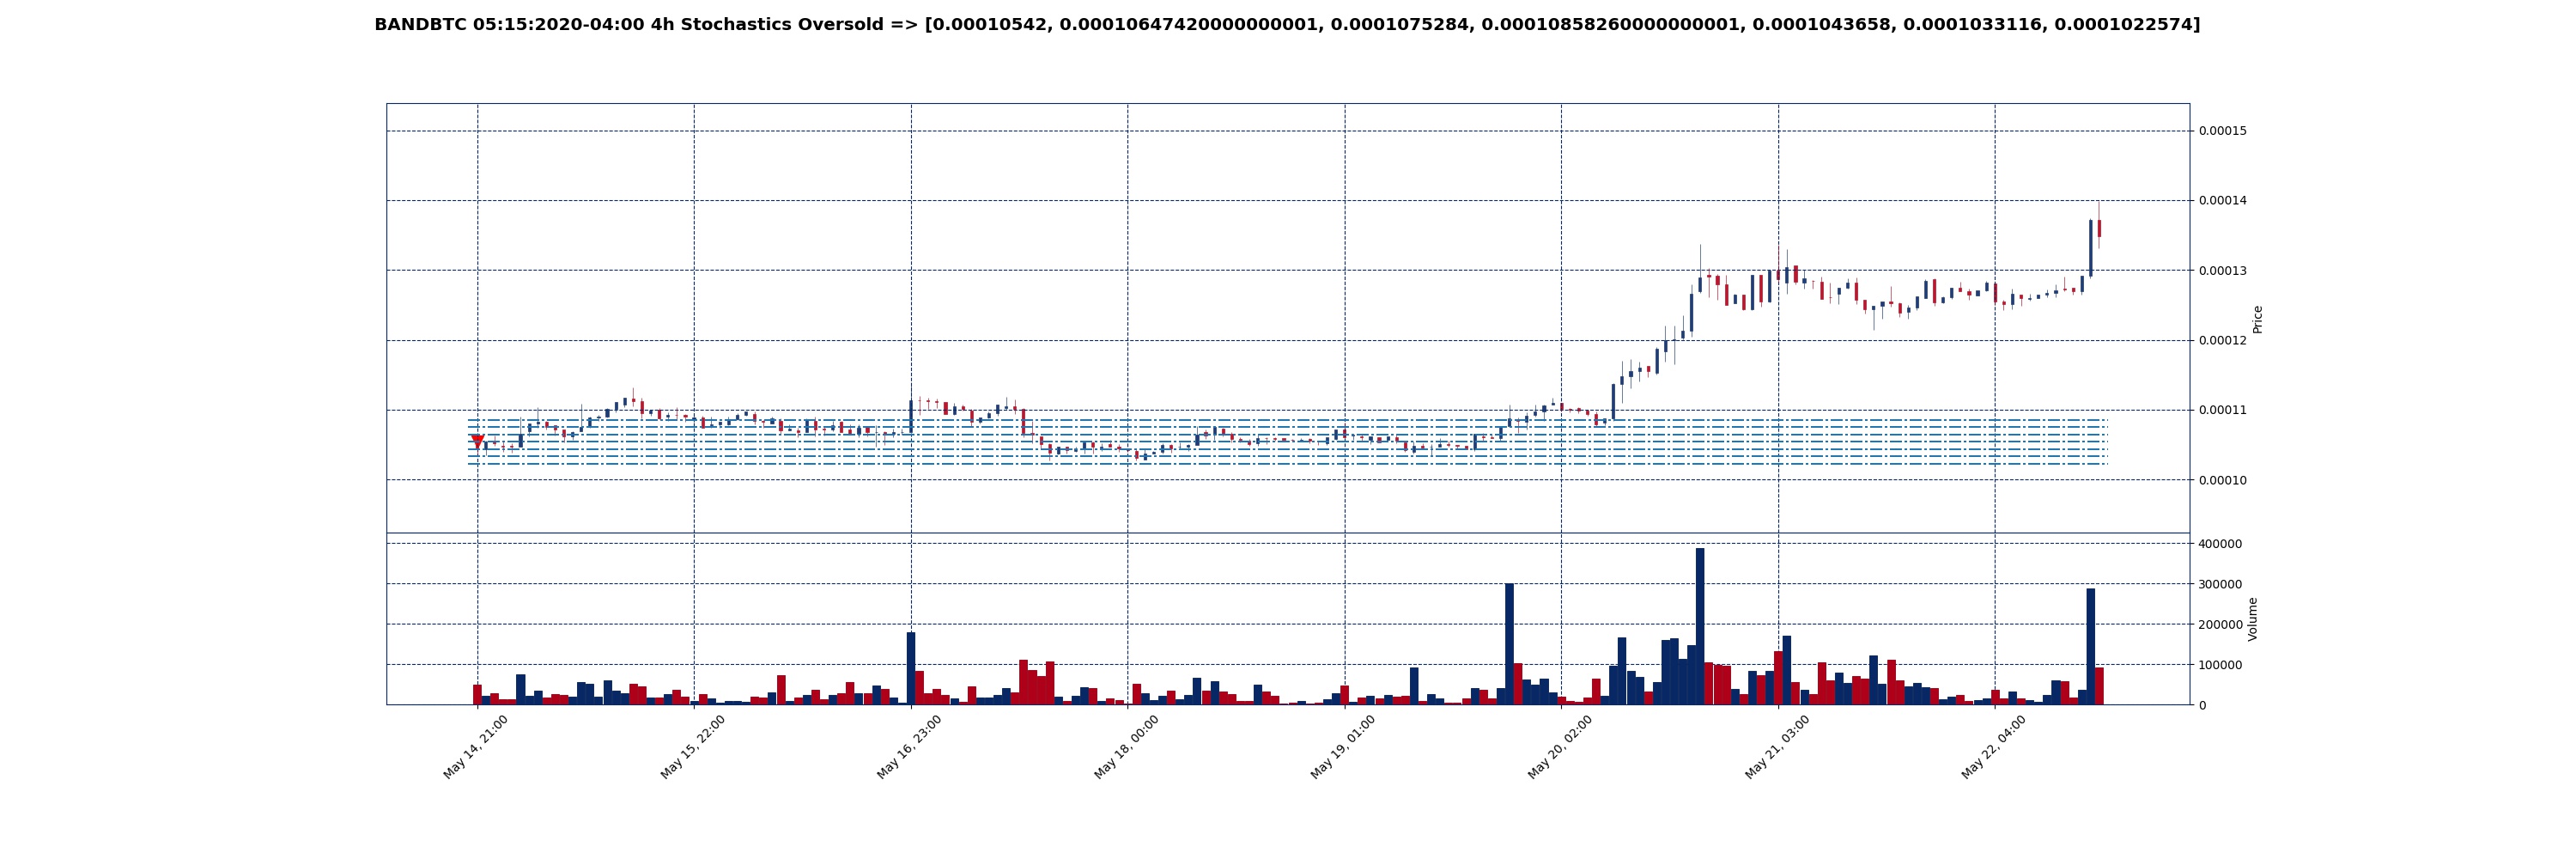 BANDBTC 05:15:2020-04:00 4h Stochastics Oversold => [0.00010542, 0.00010647420000000001, 0.0001075284, 0.00010858260000000001, 0.0001043658, 0.0001033116, 0.0001022574]
0.00015
0.00014
0.00013
0.00012
0.00011
0.00010
Price
400000
300000
200000
100000
0
Volume
May 14, 21:00
May 15, 22:00
May 16, 23:00
May 18, 00:00
May 19, 01:00
May 20, 02:00
May 21, 03:00
May 22, 04:00